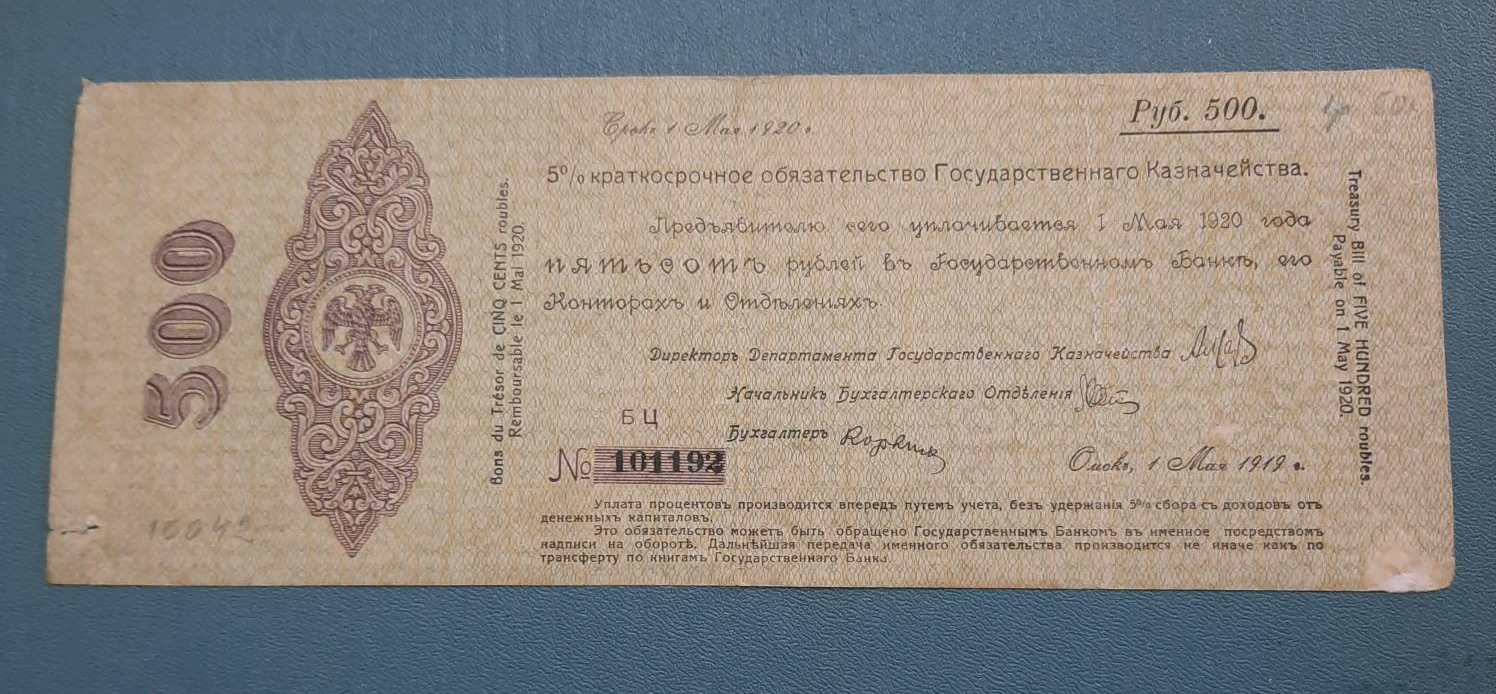 500
Bons du Trésor de CINQ CENTS roubles.
Remboursable le 1 Mai 1920.
Срокъ 1 Мая 1920 г.
Руб. 500.
5% краткосрочное обязательство Государственнаго Казначейства.
Предъявителю сего уплачивается 1 Мая 1920 года
пятьсотъ рублей въ Государственномъ Банкѣ, его
Конторахъ и Отдѣленіяхъ.
Директоръ Департамента Государственнаго Казначейства
Начальникъ Бухгалтерскаго Отдѣленія
Бухгалтеръ
БЦ
№ 101192
Омскъ, 1 Мая 1919 г.
Уплата процентовъ производится впередъ путемъ учета, безъ удержанія 5% сбора съ доходовъ отъ
денежныхъ капиталовъ.
Это обязательство можетъ быть обращено Государственнымъ Банкомъ въ именное посредствомъ
надписи на оборотѣ. Дальнѣйшая передача именного обязательства производится не иначе какъ по
трансферту по книгамъ Государственнаго Банка.
Treasury Bill of FIVE HUNDRED roubles.
Payable on 1 May 1920.
16042